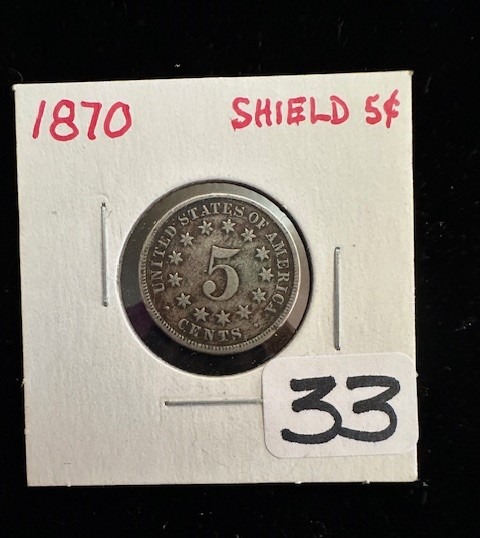 1870 SHIELD 5¢
UNITED STATES OF AMERICA
5
CENTS
33